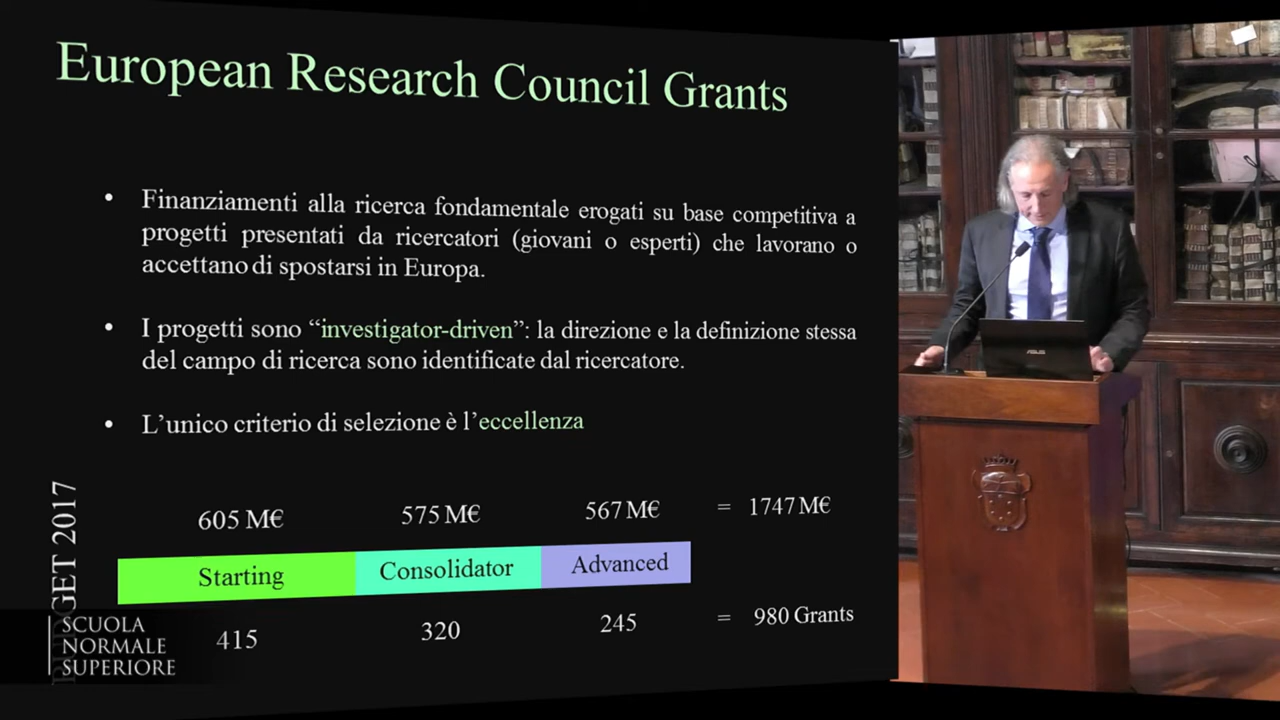 European Research Council Grants
• Finanziamenti alla ricerca fondamentale erogati su base competitiva a
progetti presentati da ricercatori (giovani o esperti) che lavorano o
accettano di spostarsi in Europa.
• I progetti sono “investigator-driven”: la direzione e la definizione stessa
del campo di ricerca sono identificate dal ricercatore.
• L’unico criterio di selezione è l’eccellenza
BUDGET 2017
605 M€ 575 M€ 567 M€ = 1747 M€
Starting Consolidator Advanced
415 320 245 = 980 Grants
SCUOLA
NORMALE
SUPERIORE
ASUS